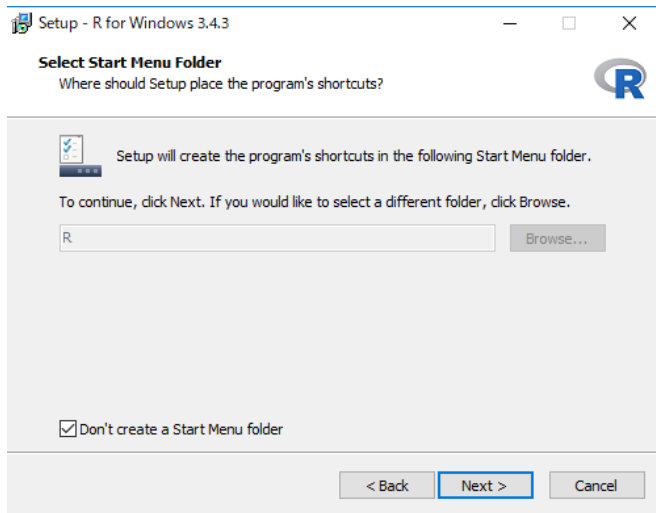 Setup - R for Windows 3.4.3
Select Start Menu Folder
Where should Setup place the program's shortcuts?
R
Setup will create the program's shortcuts in the following Start Menu folder.
To continue, click Next. If you would like to select a different folder, click Browse.
R
Browse...
Don't create a Start Menu folder
< Back
Next >
Cancel